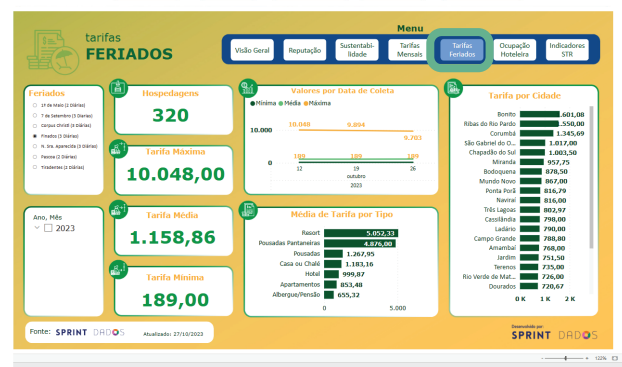 tarifas
FERIADOS
Menu
Visão Geral
Reputação
Sustentabi-
lidade
Tarifas
Mensais
Tarifas
Feriados
Ocupação
Hoteleira
Indicadores
STR
Feriados
1º de Maio (2 Diárias)
7 de Setembro (3 Diárias)
Corpus Christi (4 Diárias)
Finados (3 Diárias)
N. Sra. Aparecida (3 Diárias)
Páscoa (2 Diárias)
Tiradentes (2 Diárias)
Ano, Mês
2023
Hospedagens
320
Tarifa Máxima
10.048,00
Tarifa Média
1.158,86
Tarifa Mínima
189,00
Valores por Data de Coleta
Mínima Média Máxima
10.000
0
10.048
9.894
9.703
189
189
189
12
19
26
outubro
2023
Média de Tarifa por Tipo
Resort 5.052,33
Pousadas Pantaneiras 4.876,00
Pousadas 1.267,95
Casa ou Chalé 1.183,16
Hotel 999,87
Apartamentos 853,48
Albergue/Pensão 655,32
0
5.000
Tarifa por Cidade
Bonito .601,08
Ribas do Rio Pardo .550,00
Corumbá 1.345,69
São Gabriel do O... 1.017,00
Chapadão do Sul 1.003,50
Miranda 957,75
Bodoquena 878,50
Mundo Novo 867,00
Ponta Porã 816,79
Naviraí 816,00
Três Lagoas 802,97
Cassilândia 798,00
Ladário 790,00
Campo Grande 788,80
Amambai 768,00
Jardim 751,50
Terenos 735,00
Rio Verde de Mat... 726,00
Dourados 720,67
0 K 1 K 2 K
Fonte: SPRINT DADOS
Atualizado: 27/10/2023
Desenvolvido por:
SPRINT DADOS
122%